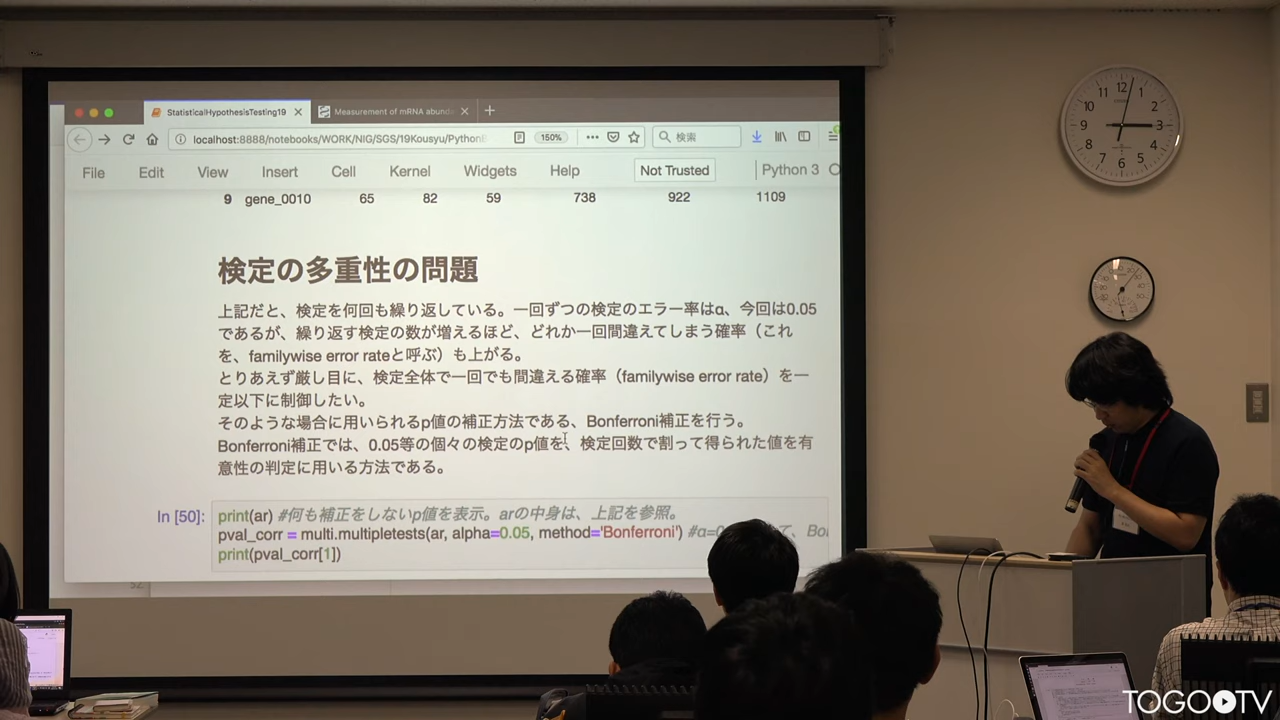 StatisticalHypothesisTesting19
Measurement of mRNA abund
localhost:8888/notebooks/WORK/NIG/SGS/19Kousyu/Python
150%
検索
File Edit View Insert Cell Kernel Widgets Help Not Trusted Python 3
9 gene_0010 65 82 59 738 922 1109
検定の多重性の問題
上記だと、検定を何回も繰り返している。一回ずつの検定のエラー率はα、今回は0.05
であるが、繰り返す検定の数が増えるほど、どれか一回間違えてしまう確率（これ
を、familywise error rateと呼ぶ）も上がる。
とりあえず厳し目に、検定全体で一回でも間違える確率（familywise error rate）を一
定以下に制御したい。
そのような場合に用いられるp値の補正方法である、Bonferroni補正を行う。
Bonferroni補正では、0.05等の個々の検定のp値を、検定回数で割って得られた値を有
意性の判定に用いる方法である。
In [50]:
print(ar) #何も補正をしないp値を表示。arの中身は、上記を参照。
pval_corr = multi.multipletests(ar, alpha=0.05, method='Bonferroni')
print(pval_corr[1])
12 1 2 3 4 5 6 7 8 9 10 11
TOGOTV